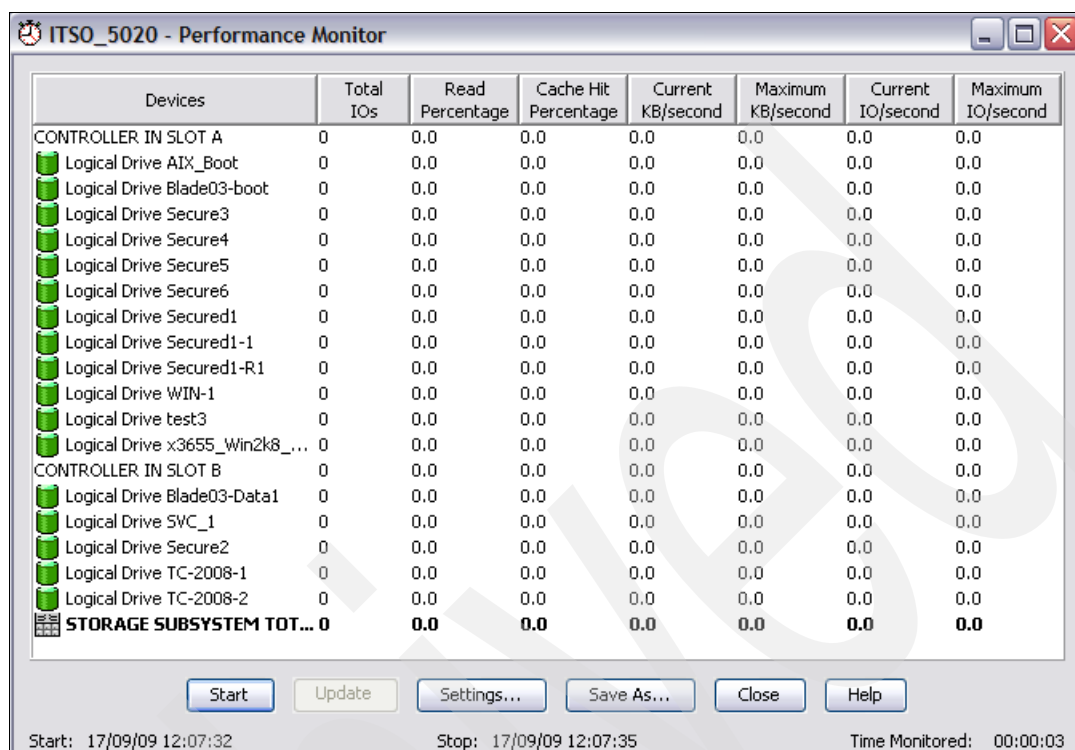 ITSO_5020 - Performance Monitor
Devices Total IOs Read Percentage Cache Hit Percentage Current KB/second Maximum KB/second Current IO/second Maximum IO/second
CONTROLLER IN SLOT A 0 0.0 0.0 0.0 0.0 0.0 0.0
Logical Drive AIX_Boot 0 0.0 0.0 0.0 0.0 0.0 0.0
Logical Drive Blade03-boot 0 0.0 0.0 0.0 0.0 0.0 0.0
Logical Drive Secure3 0 0.0 0.0 0.0 0.0 0.0 0.0
Logical Drive Secure4 0 0.0 0.0 0.0 0.0 0.0 0.0
Logical Drive Secure5 0 0.0 0.0 0.0 0.0 0.0 0.0
Logical Drive Secure6 0 0.0 0.0 0.0 0.0 0.0 0.0
Logical Drive Secured1 0 0.0 0.0 0.0 0.0 0.0 0.0
Logical Drive Secured1-1 0 0.0 0.0 0.0 0.0 0.0 0.0
Logical Drive Secured1-R1 0 0.0 0.0 0.0 0.0 0.0 0.0
Logical Drive WIN-1 0 0.0 0.0 0.0 0.0 0.0 0.0
Logical Drive test3 0 0.0 0.0 0.0 0.0 0.0 0.0
Logical Drive x3655_Win2k8_... 0 0.0 0.0 0.0 0.0 0.0 0.0
CONTROLLER IN SLOT B 0 0.0 0.0 0.0 0.0 0.0 0.0
Logical Drive Blade03-Data1 0 0.0 0.0 0.0 0.0 0.0 0.0
Logical Drive SVC_1 0 0.0 0.0 0.0 0.0 0.0 0.0
Logical Drive Secure2 0 0.0 0.0 0.0 0.0 0.0 0.0
Logical Drive TC-2008-1 0 0.0 0.0 0.0 0.0 0.0 0.0
Logical Drive TC-2008-2 0 0.0 0.0 0.0 0.0 0.0 0.0
STORAGE SUBSYSTEM TOT... 0 0.0 0.0 0.0 0.0 0.0 0.0
Start Update Settings... Save As... Close Help
Start: 17/09/09 12:07:32 Stop: 17/09/09 12:07:35 Time Monitored: 00:00:03